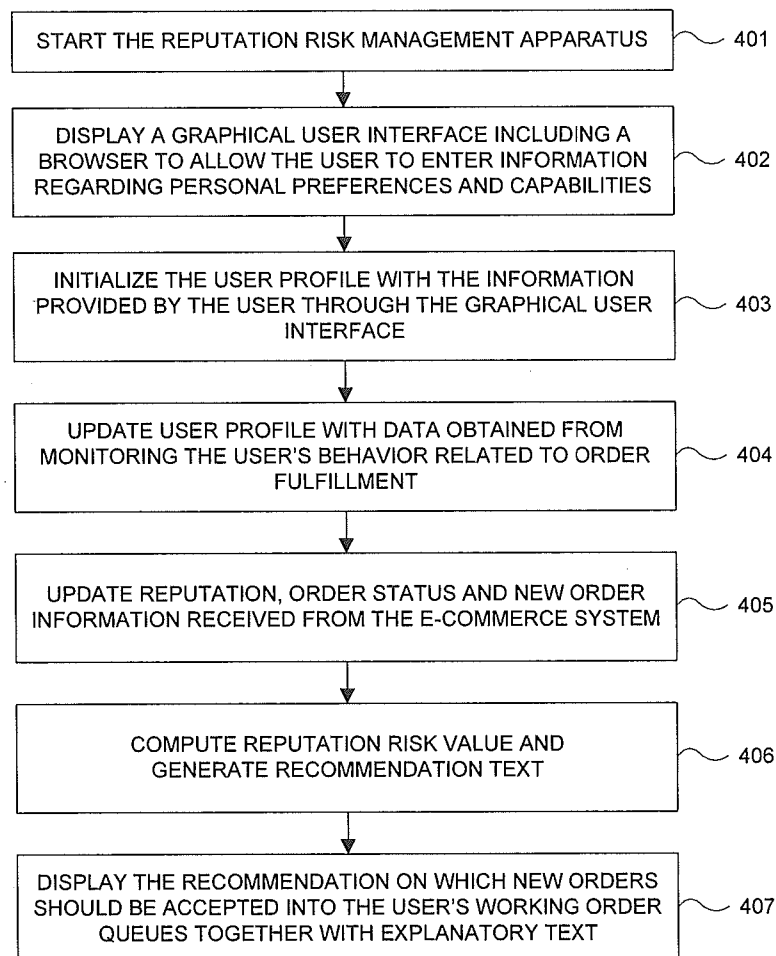 START THE REPUTATION RISK MANAGEMENT APPARATUS
401
DISPLAY A GRAPHICAL USER INTERFACE INCLUDING A
BROWSER TO ALLOW THE USER TO ENTER INFORMATION
REGARDING PERSONAL PREFERENCES AND CAPABILITIES
402
INITIALIZE THE USER PROFILE WITH THE INFORMATION
PROVIDED BY THE USER THROUGH THE GRAPHICAL USER
INTERFACE
403
UPDATE USER PROFILE WITH DATA OBTAINED FROM
MONITORING THE USER'S BEHAVIOR RELATED TO ORDER
FULFILLMENT
404
UPDATE REPUTATION, ORDER STATUS AND NEW ORDER
INFORMATION RECEIVED FROM THE E-COMMERCE SYSTEM
405
COMPUTE REPUTATION RISK VALUE AND
GENERATE RECOMMENDATION TEXT
406
DISPLAY THE RECOMMENDATION ON WHICH NEW ORDERS
SHOULD BE ACCEPTED INTO THE USER'S WORKING ORDER
QUEUES TOGETHER WITH EXPLANATORY TEXT
407